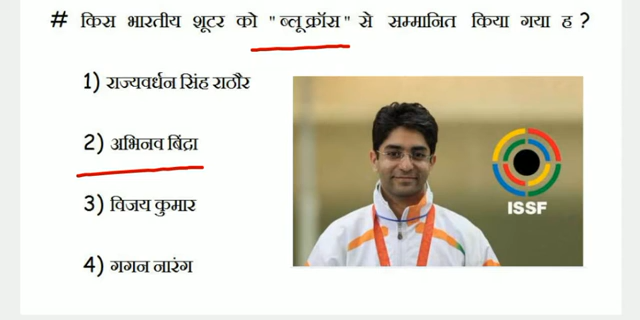 # किस भारतीय शूटर को "ब्लू क्रॉस" से सम्मानित किया गया ह ?
1) राज्यवर्धन सिंह राठौर
2) अभिनव बिंद्रा
3) विजय कुमार
4) गगन नारंग
ISSF